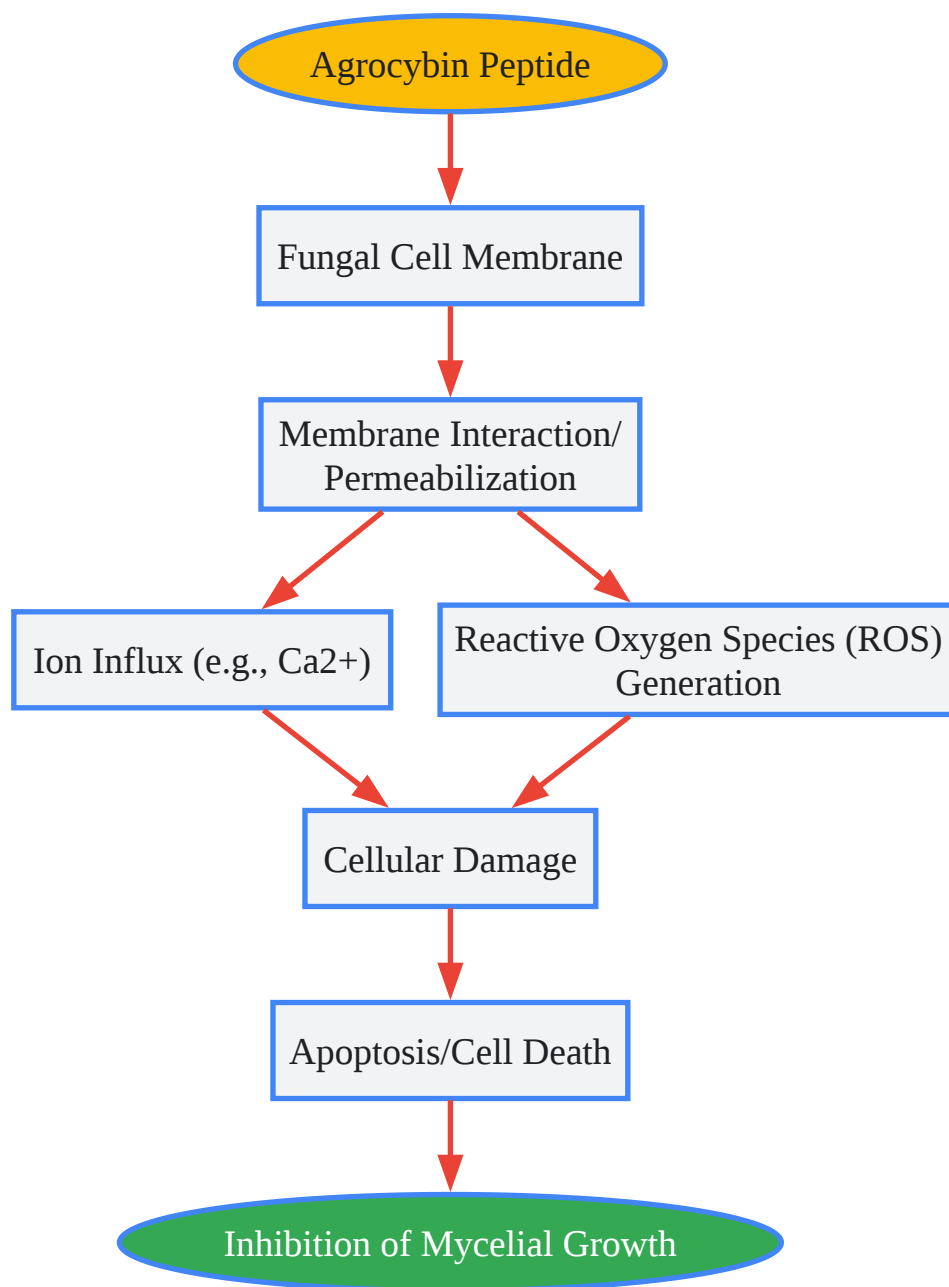 Agrocybin Peptide
Fungal Cell Membrane
Membrane Interaction/
Permeabilization
Ion Influx (e.g., Ca2+)
Reactive Oxygen Species (ROS)
Generation
Cellular Damage
Apoptosis/Cell Death
Inhibition of Mycelial Growth